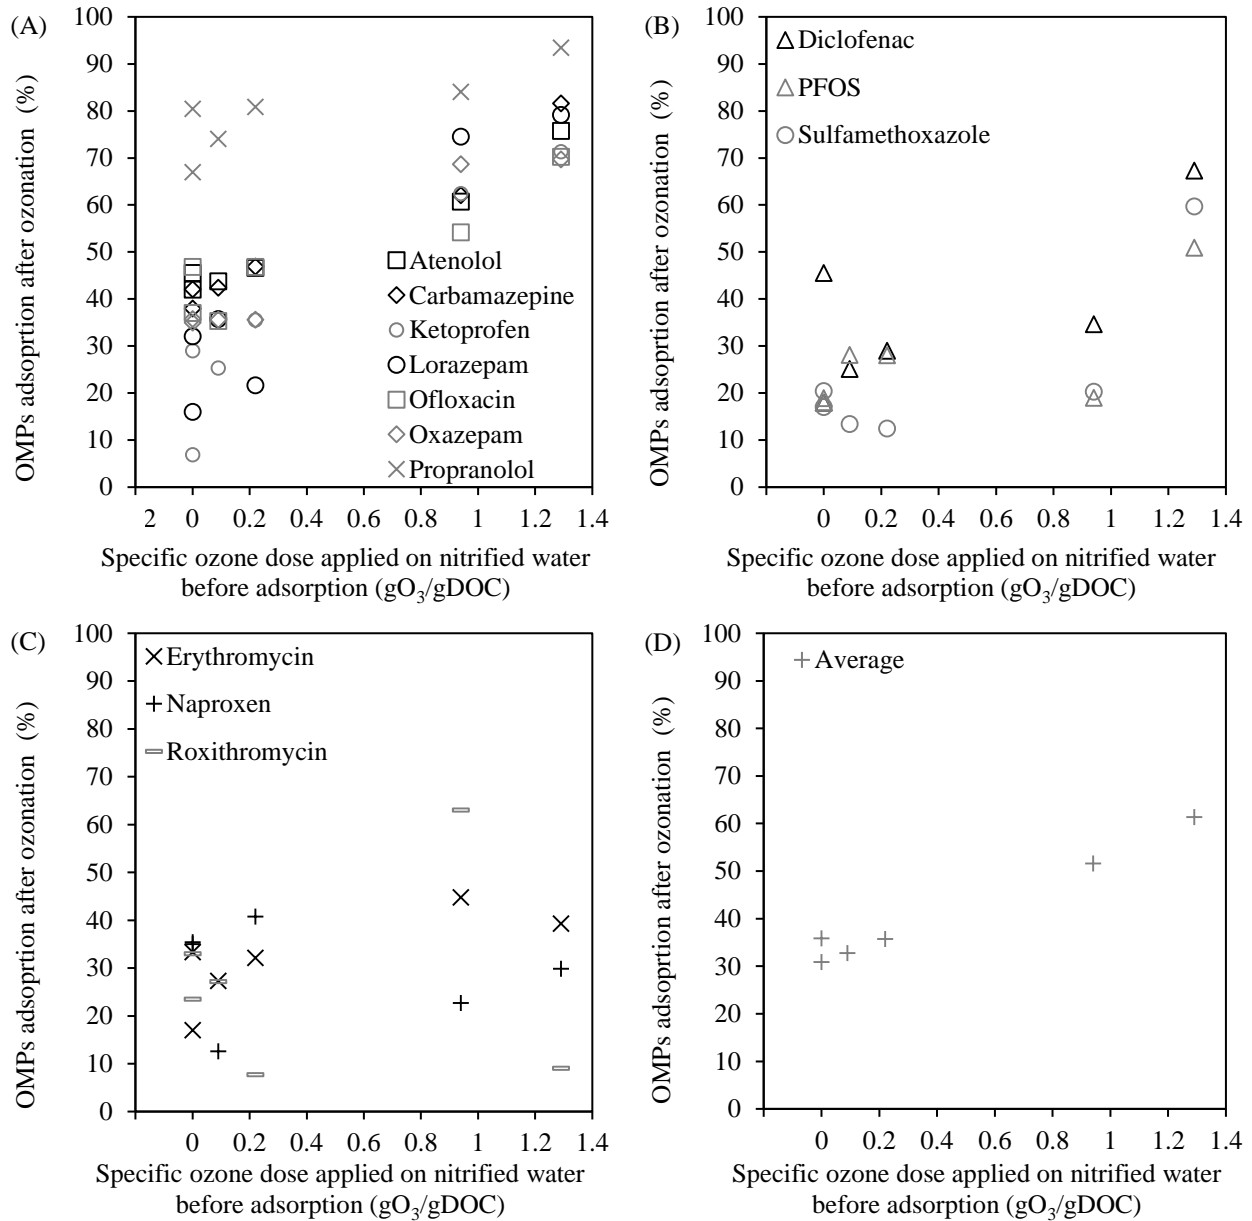 (A)
OMPs adsoprtion after ozonation (%)
100
90
80
70
60
50
40
30
20
10
0
Atenolol
Carbamazepine
Ketoprofen
Lorazepam
Ofloxacin
Oxazepam
Propranolol
2 0 0.2 0.4 0.6 0.8 1 1.2 1.4
Specific ozone dose applied on nitrified water
before adsorption (gO₃/gDOC)
(B)
OMPs adsoprtion after ozonation (%)
100
90
80
70
60
50
40
30
20
10
0
Diclofenac
PFOS
Sulfamethoxazole
0 0.2 0.4 0.6 0.8 1 1.2 1.4
Specific ozone dose applied on nitrified water
before adsorption (gO₃/gDOC)
(C)
OMPs adsoprtion after ozonation (%)
100
90
80
70
60
50
40
30
20
10
0
Erythromycin
Naproxen
Roxithromycin
0 0.2 0.4 0.6 0.8 1 1.2 1.4
Specific ozone dose applied on nitrified water
before adsorption (gO₃/gDOC)
(D)
OMPs adsoprtion after ozonation (%)
100
90
80
70
60
50
40
30
20
10
0
Average
0 0.2 0.4 0.6 0.8 1 1.2 1.4
Specific ozone dose applied on nitrified water
before adsorption (gO₃/gDOC)